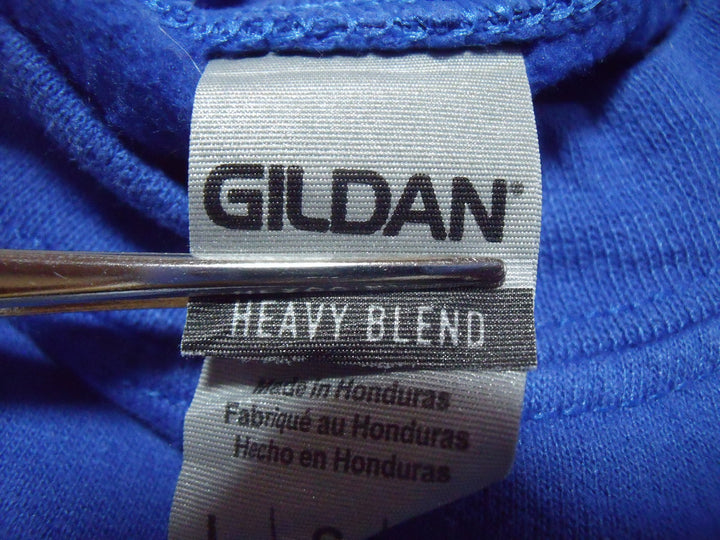 GILDAN
HEAVY BLEND
Made in Honduras
Fabriqué au Honduras
Hecho en Honduras